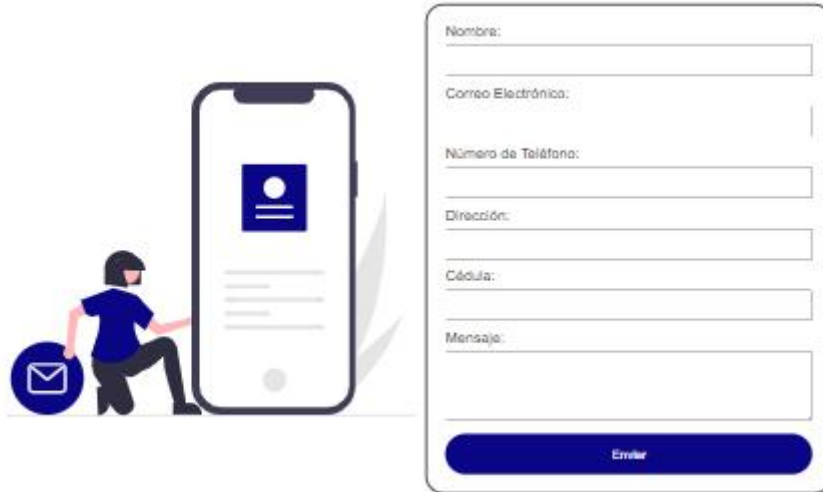 Nombre:
Correo Electrónico:
Número de Teléfono:
Dirección:
Cédula:
Mensaje:
Enviar